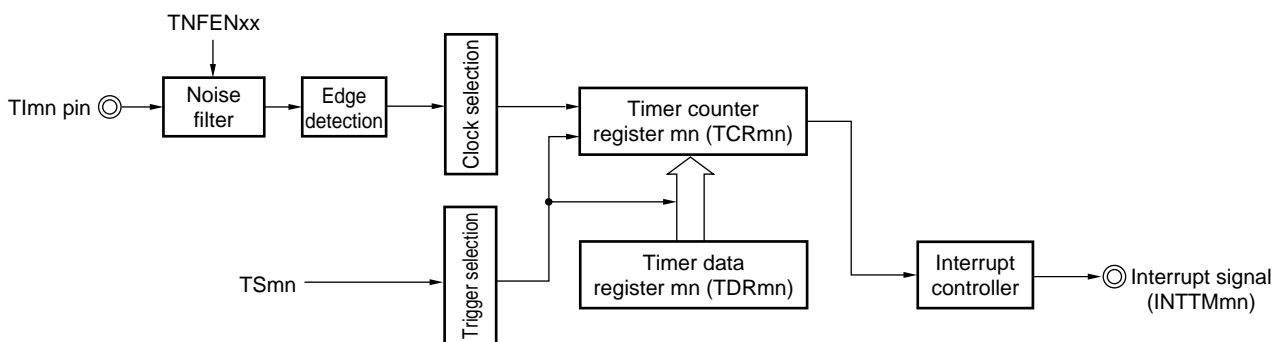 TNFENxx
TImn pin
Noise
filter
Edge
detection
Clock selection
Timer counter
register mn (TCRmn)
TSmn
Trigger selection
Timer data
register mn (TDRmn)
Interrupt
controller
Interrupt signal
(INTTMmn)